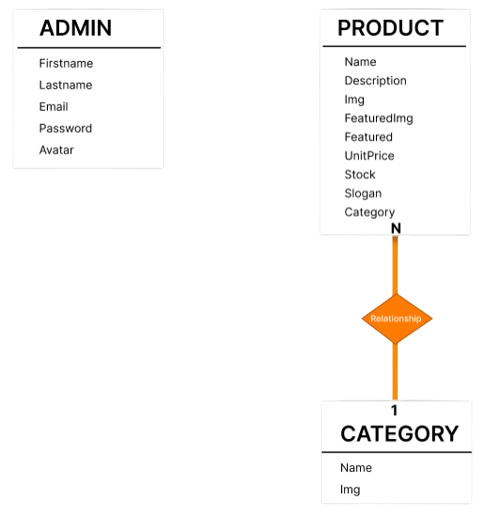 ADMIN
Firstname
Lastname
Email
Password
Avatar
PRODUCT
Name
Description
Img
FeaturedImg
Featured
UnitPrice
Stock
Slogan
Category
N
Relationship
1
CATEGORY
Name
Img